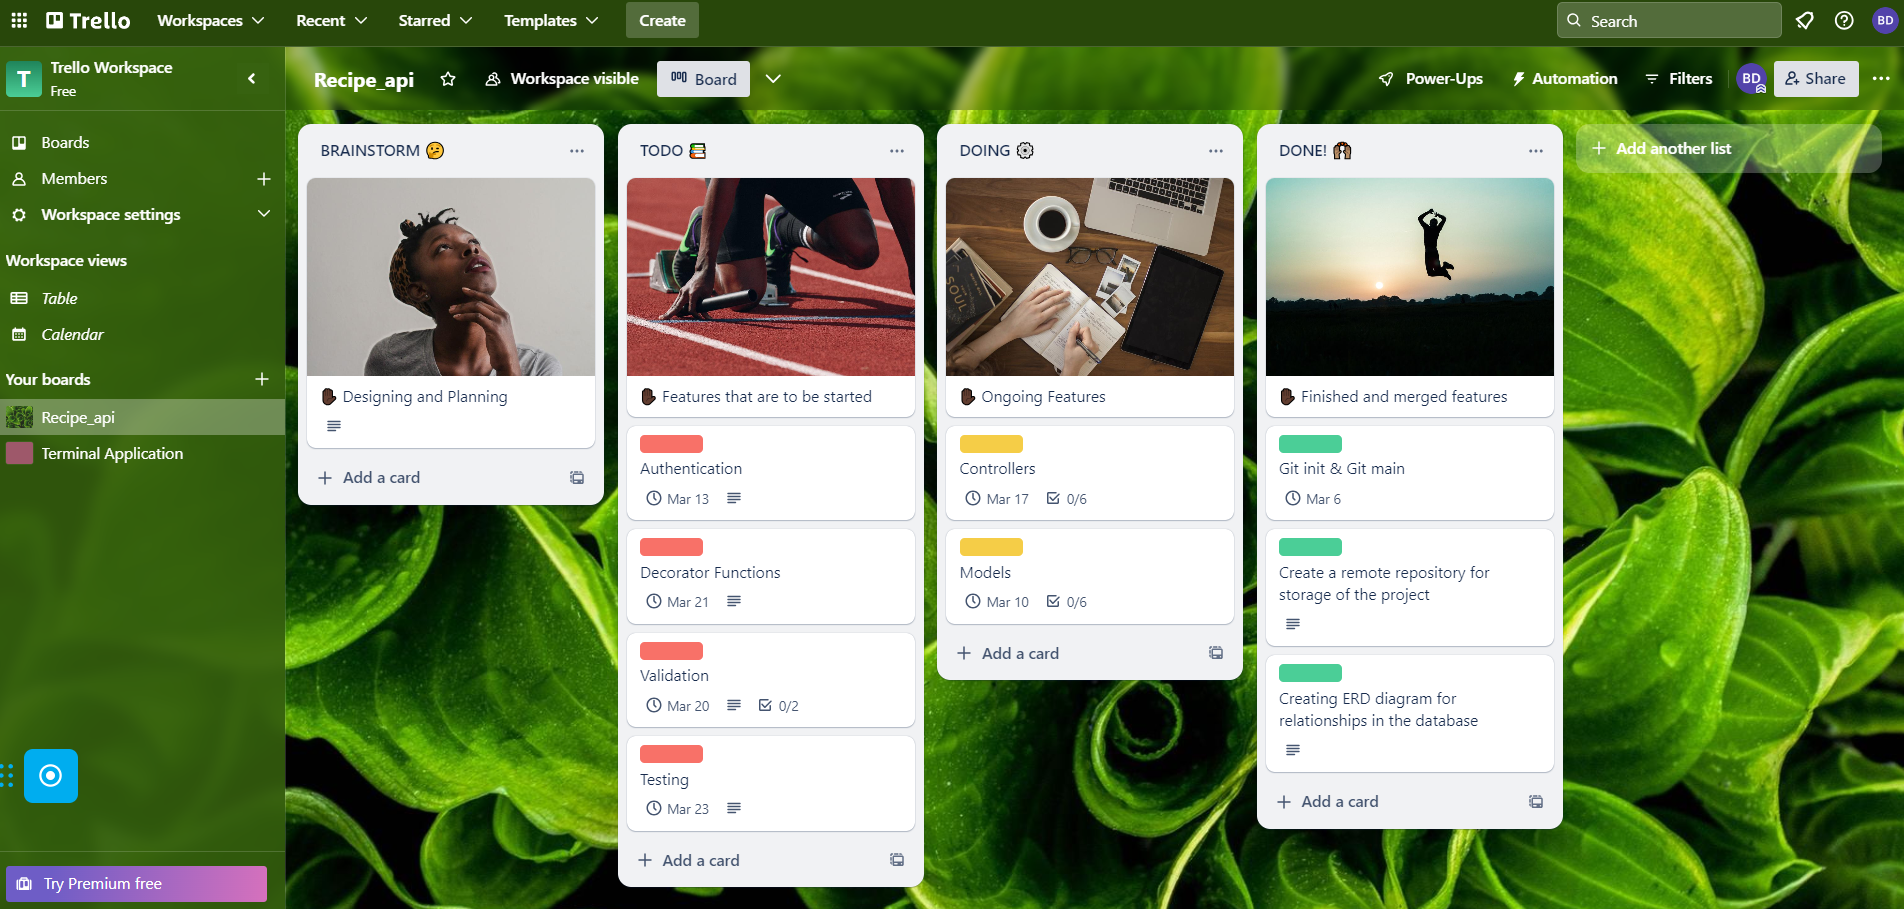 Trello
Workspaces
Recent
Starred
Templates
Create
Search
BD
T
Trello Workspace
Free
Recipe_api
Workspace visible
Board
Power-Ups
Automation
Filters
BD
Share
Boards
Members
Workspace settings
Workspace views
Table
Calendar
Your boards
Recipe_api
Terminal Application
Try Premium free
BRAINSTORM 🤔
✋🏿 Designing and Planning
Add a card
TODO 📚
✋🏿 Features that are to be started
Authentication
Mar 13
Decorator Functions
Mar 21
Validation
Mar 20
0/2
Testing
Mar 23
Add a card
DOING ⚙️
SOUL
✋🏿 Ongoing Features
Controllers
Mar 17
0/6
Models
Mar 10
0/6
Add a card
DONE! 🙌🏽
✋🏿 Finished and merged features
Git init & Git main
Mar 6
Create a remote repository for
storage of the project
Creating ERD diagram for
relationships in the database
Add a card
Add another list